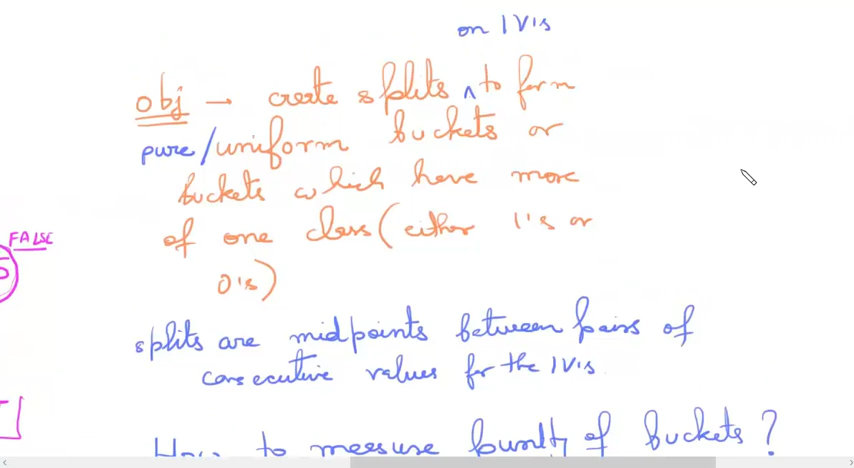 on IV's
obj → create splits ^ to form
pure/uniform buckets or
buckets which have more
of one class (either 1's or
0's)
FALSE
splits are midpoints between pairs of
consecutive values for the IV's
How to measure purity of buckets?